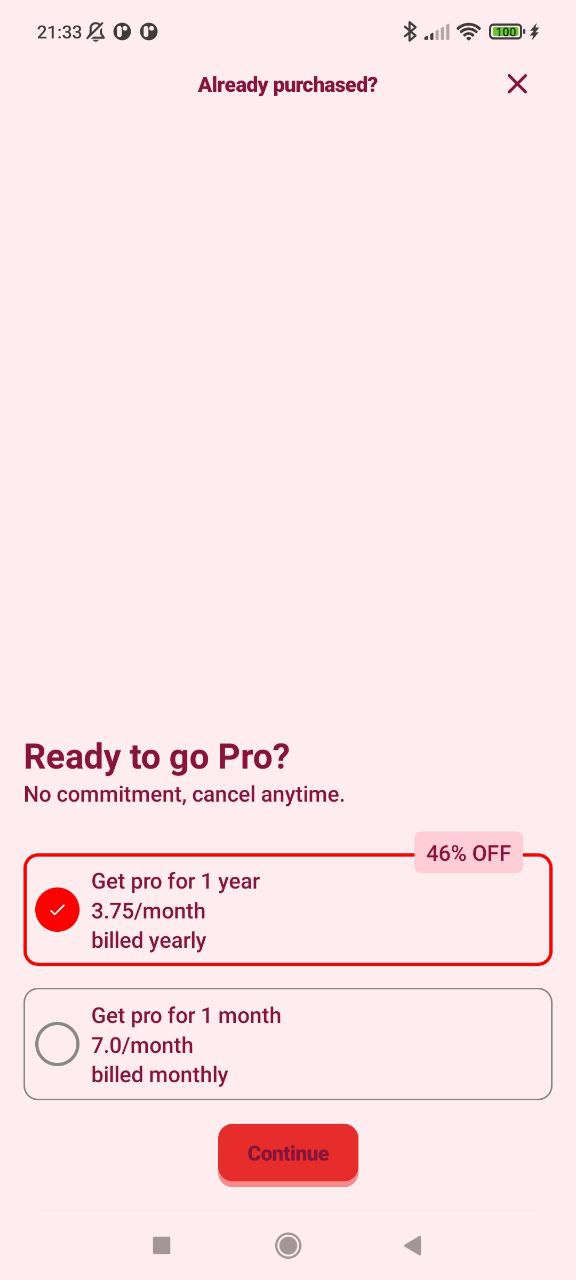 21:33
100
Already purchased?
Ready to go Pro?
No commitment, cancel anytime.
46% OFF
Get pro for 1 year
3.75/month
billed yearly
Get pro for 1 month
7.0/month
billed monthly
Continue